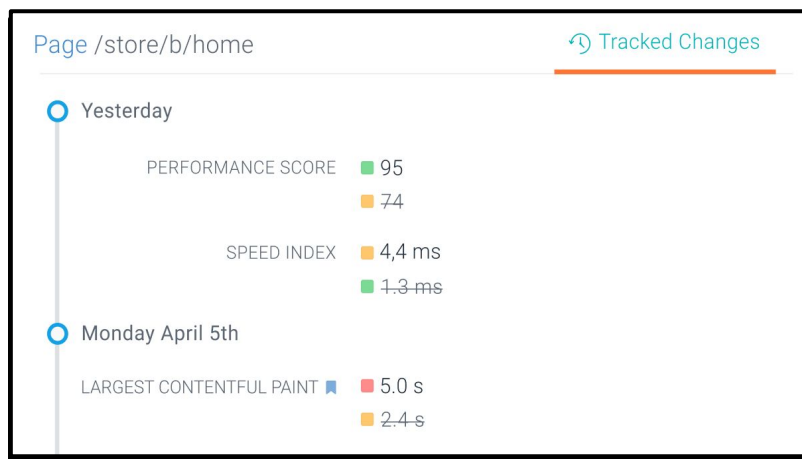 Page /store/b/home
Tracked Changes
Yesterday
PERFORMANCE SCORE 95
74
SPEED INDEX 4,4 ms
1.3 ms
Monday April 5th
LARGEST CONTENTFUL PAINT 5.0 s
2.4 s